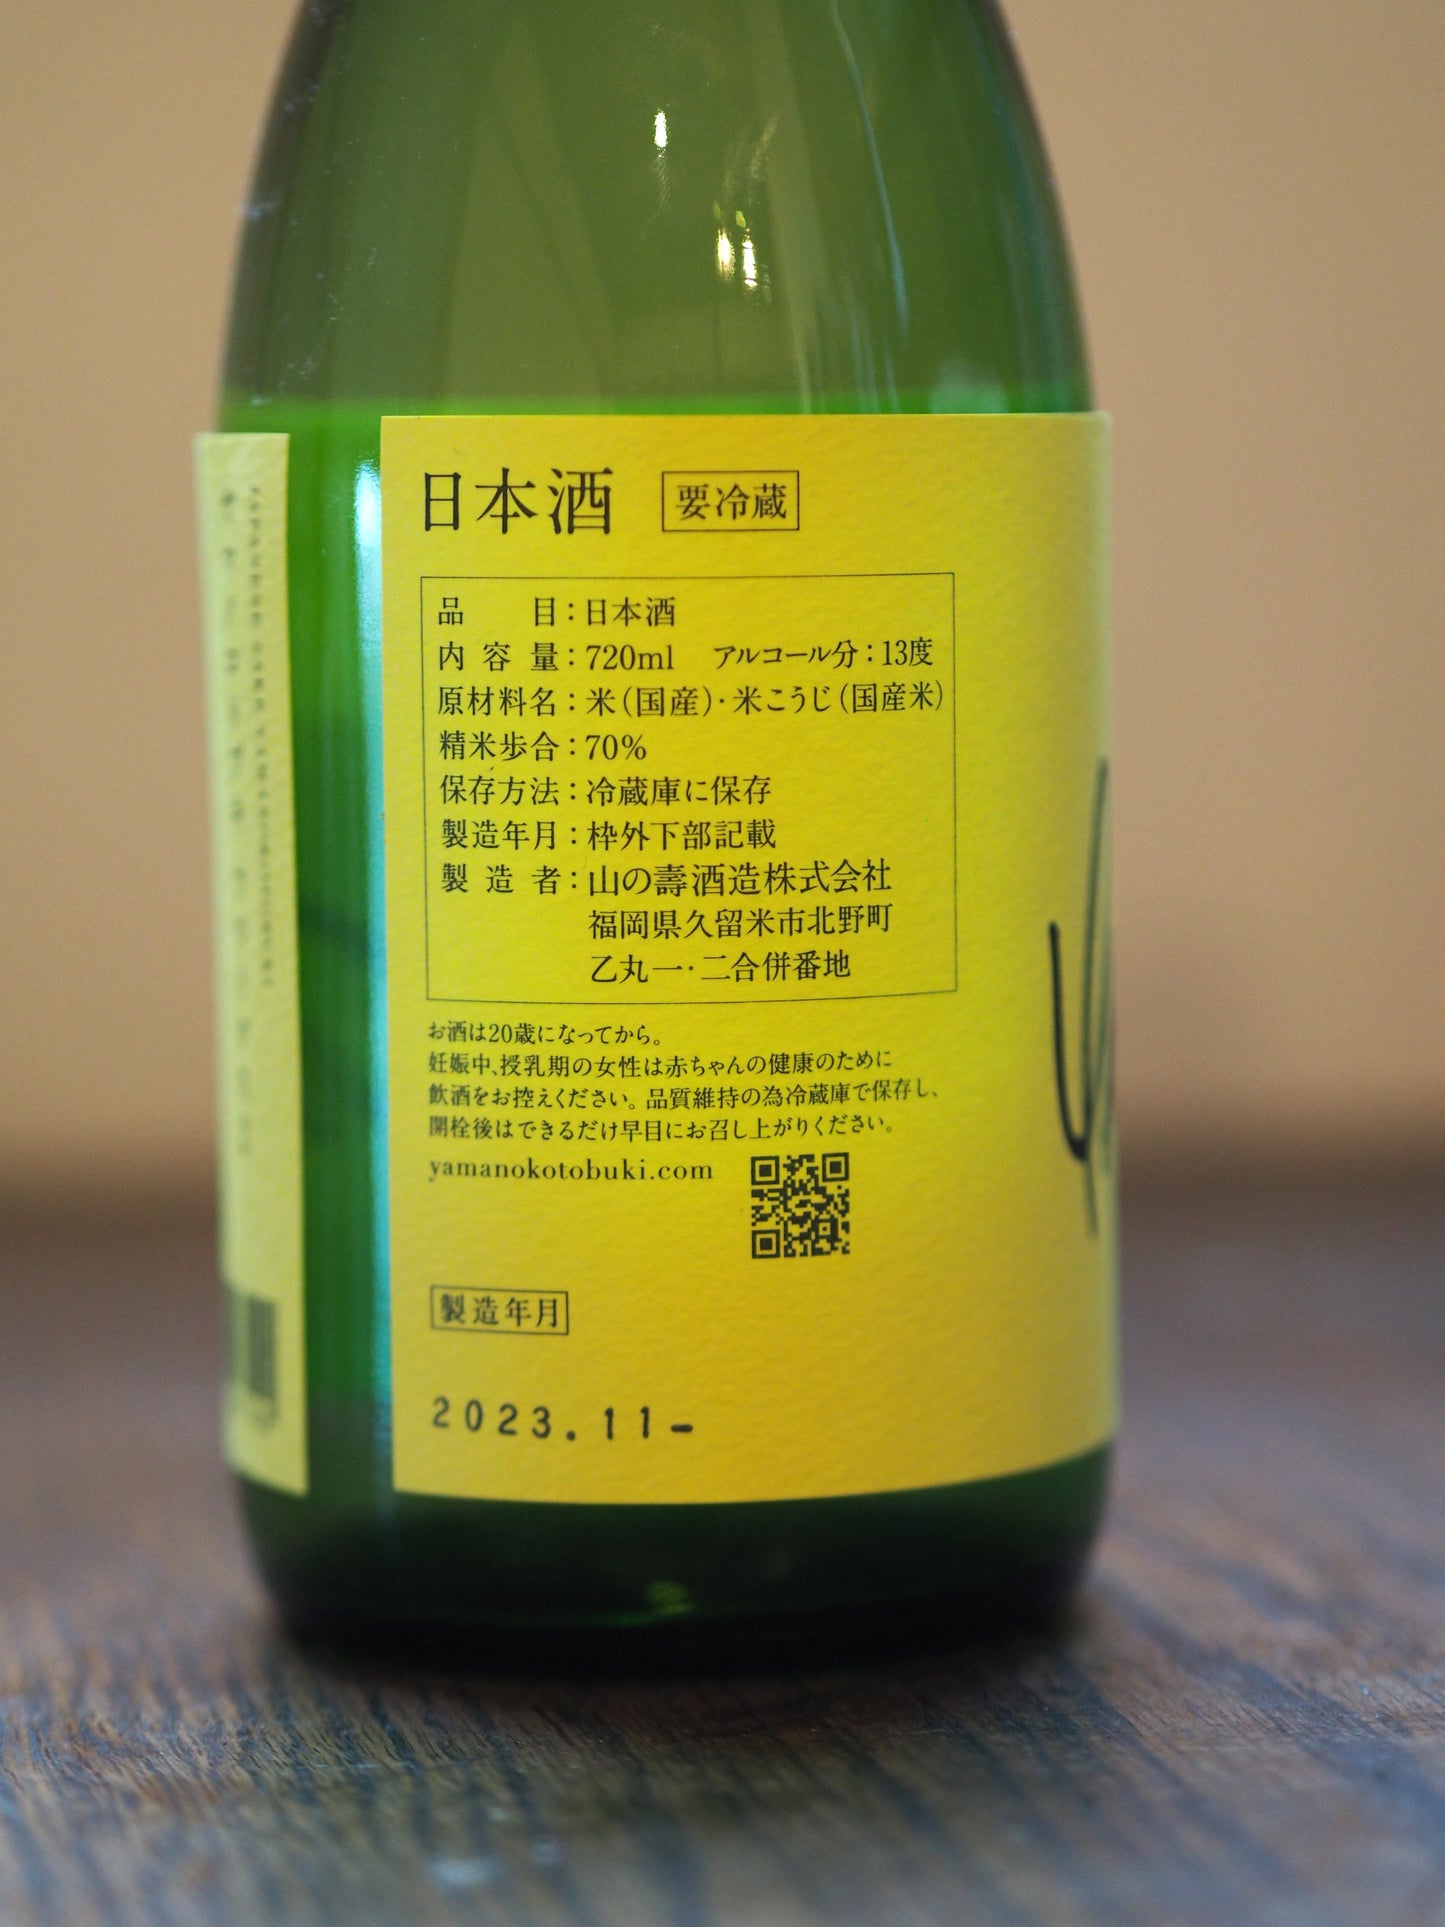 日本酒 要冷蔵
品目：日本酒
内容量：720ml アルコール分：13度
原材料名：米（国産）・米こうじ（国産米）
精米歩合：70%
保存方法：冷蔵庫に保存
製造年月：枠外下部記載
製造者：山の壽酒造株式会社
福岡県久留米市北野町
乙丸一・二合併番地
お酒は20歳になってから。
妊娠中、授乳期の女性は赤ちゃんの健康のために
飲酒をお控えください。品質維持の為冷蔵庫で保存し、
開栓後はできるだけ早目にお召し上がりください。
yamanokotobuki.com
製造年月
2023.11-